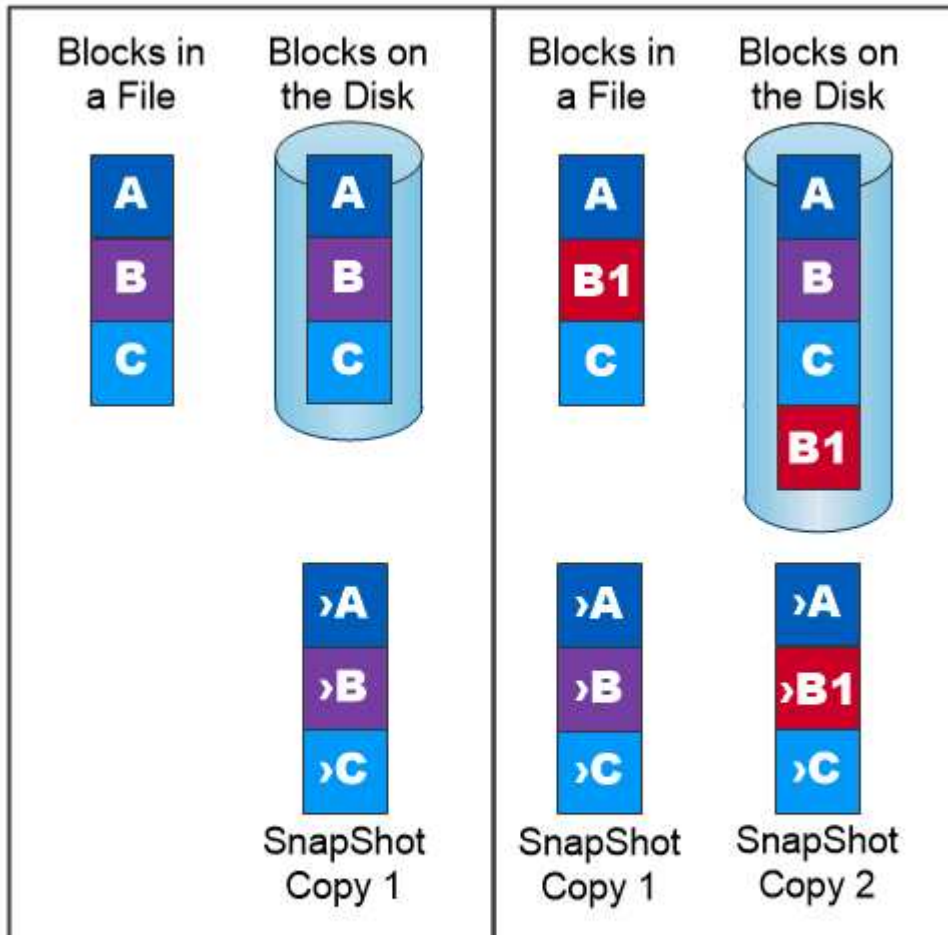 Blocks in
a File
Blocks on
the Disk
A
B
C
A
B
C
›A
›B
›C
SnapShot
Copy 1
Blocks in
a File
Blocks on
the Disk
A
B1
C
A
B
C
B1
›A
›B
›C
SnapShot
Copy 1
›A
›B1
›C
SnapShot
Copy 2